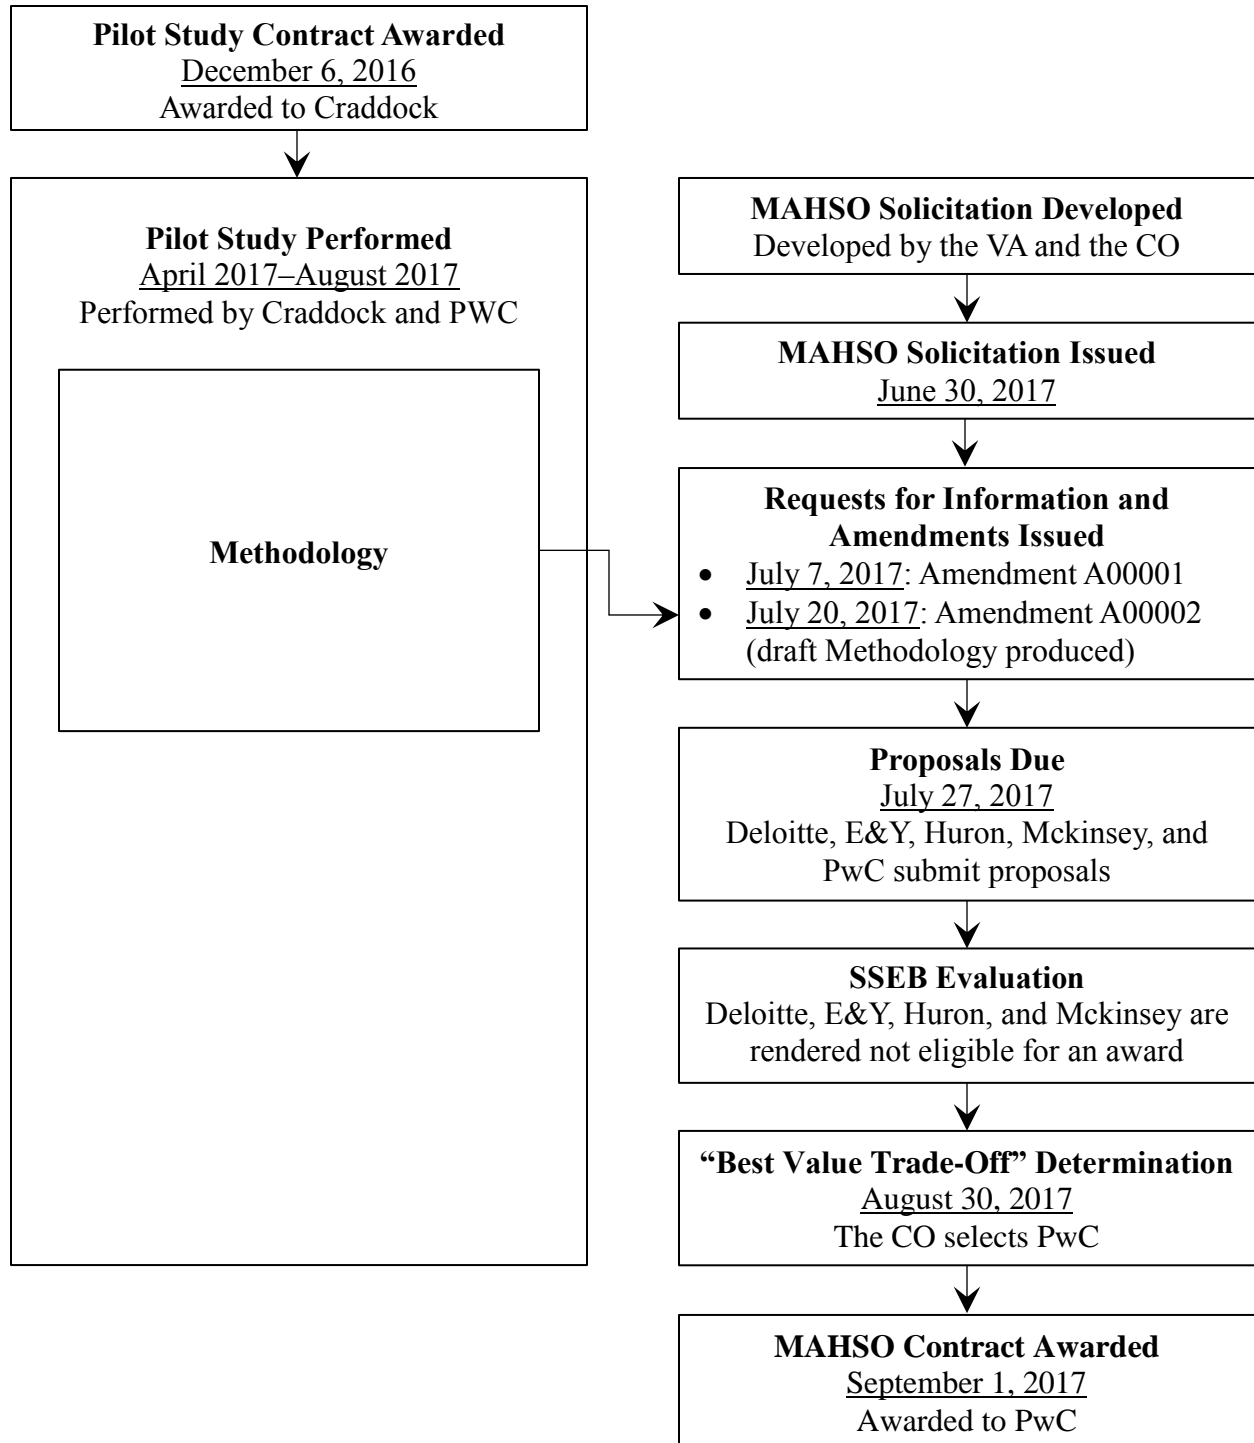 Pilot Study Contract Awarded
December 6, 2016
Awarded to Craddock
Pilot Study Performed
April 2017–August 2017
Performed by Craddock and PWC
Methodology
MAHSO Solicitation Developed
Developed by the VA and the CO
MAHSO Solicitation Issued
June 30, 2017
Requests for Information and
Amendments Issued
• July 7, 2017: Amendment A00001
• July 20, 2017: Amendment A00002
(draft Methodology produced)
Proposals Due
July 27, 2017
Deloitte, E&Y, Huron, Mckinsey, and
PwC submit proposals
SSEB Evaluation
Deloitte, E&Y, Huron, and Mckinsey are
rendered not eligible for an award
“Best Value Trade-Off” Determination
August 30, 2017
The CO selects PwC
MAHSO Contract Awarded
September 1, 2017
Awarded to PwC